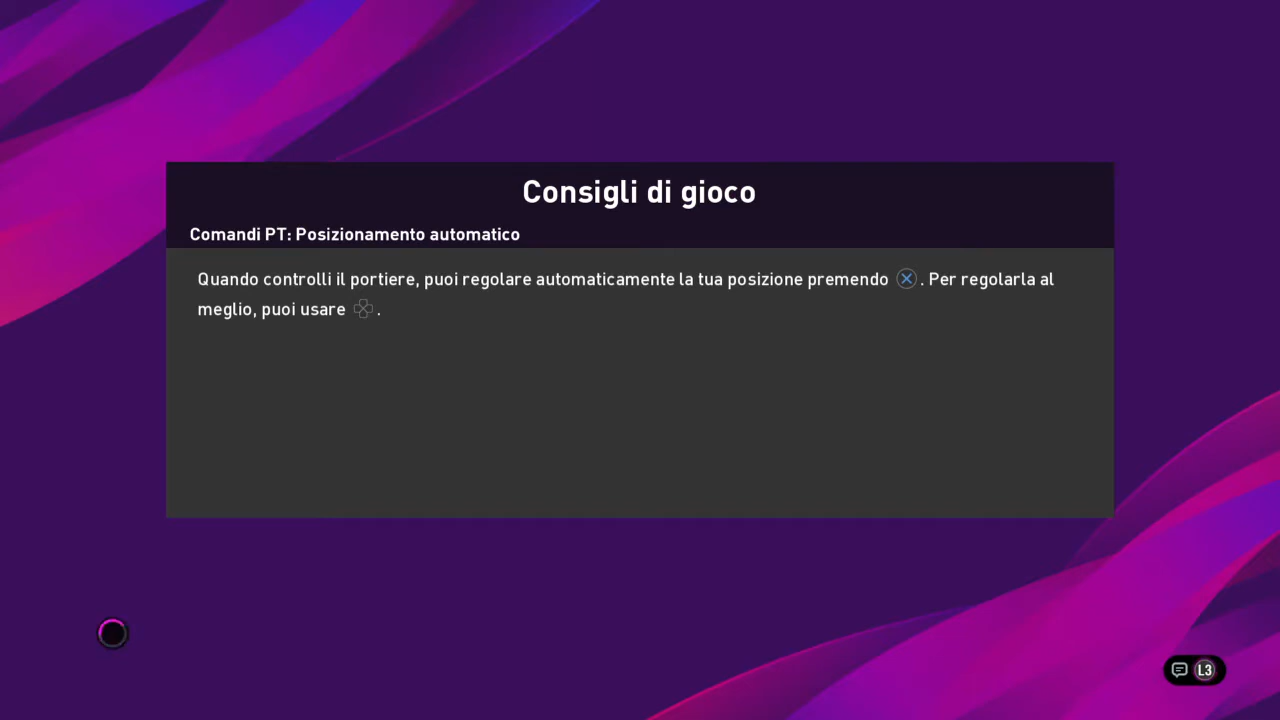 Consigli di gioco
Comandi PT: Posizionamento automatico
Quando controlli il portiere, puoi regolare automaticamente la tua posizione premendo ⓧ. Per regolarla al
meglio, puoi usare .
L3